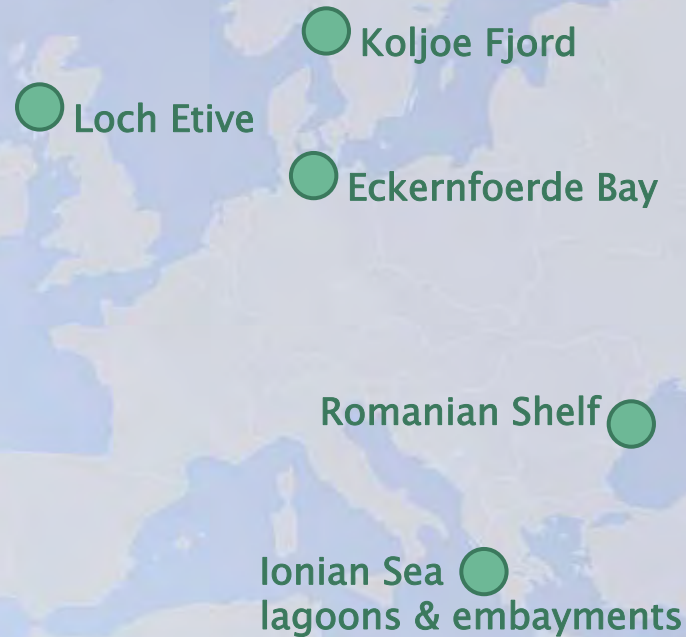 Koljoe Fjord
Loch Etive
Eckernfoerde Bay
Romanian Shelf
Ionian Sea
lagoons & embayments